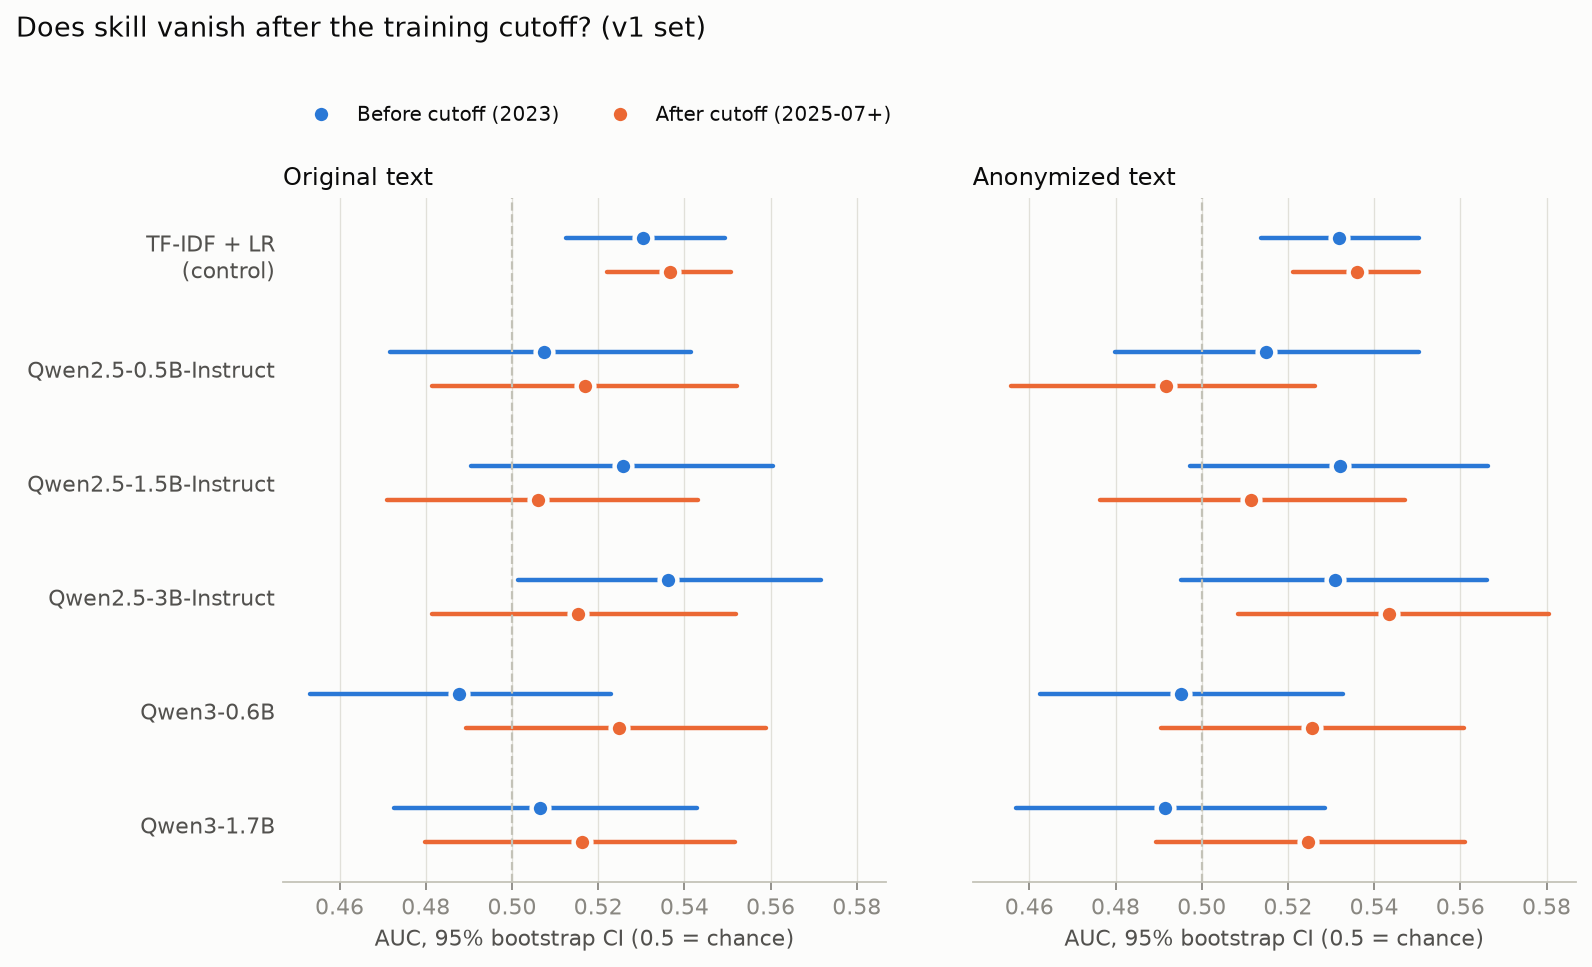 Does skill vanish after the training cutoff? (v1 set)
Before cutoff (2023)
After cutoff (2025-07+)
Original text
Anonymized text
TF-IDF + LR
(control)
Qwen2.5-0.5B-Instruct
Qwen2.5-1.5B-Instruct
Qwen2.5-3B-Instruct
Qwen3-0.6B
Qwen3-1.7B
0.46 0.48 0.50 0.52 0.54 0.56 0.58
AUC, 95% bootstrap CI (0.5 = chance)
0.46 0.48 0.50 0.52 0.54 0.56 0.58
AUC, 95% bootstrap CI (0.5 = chance)